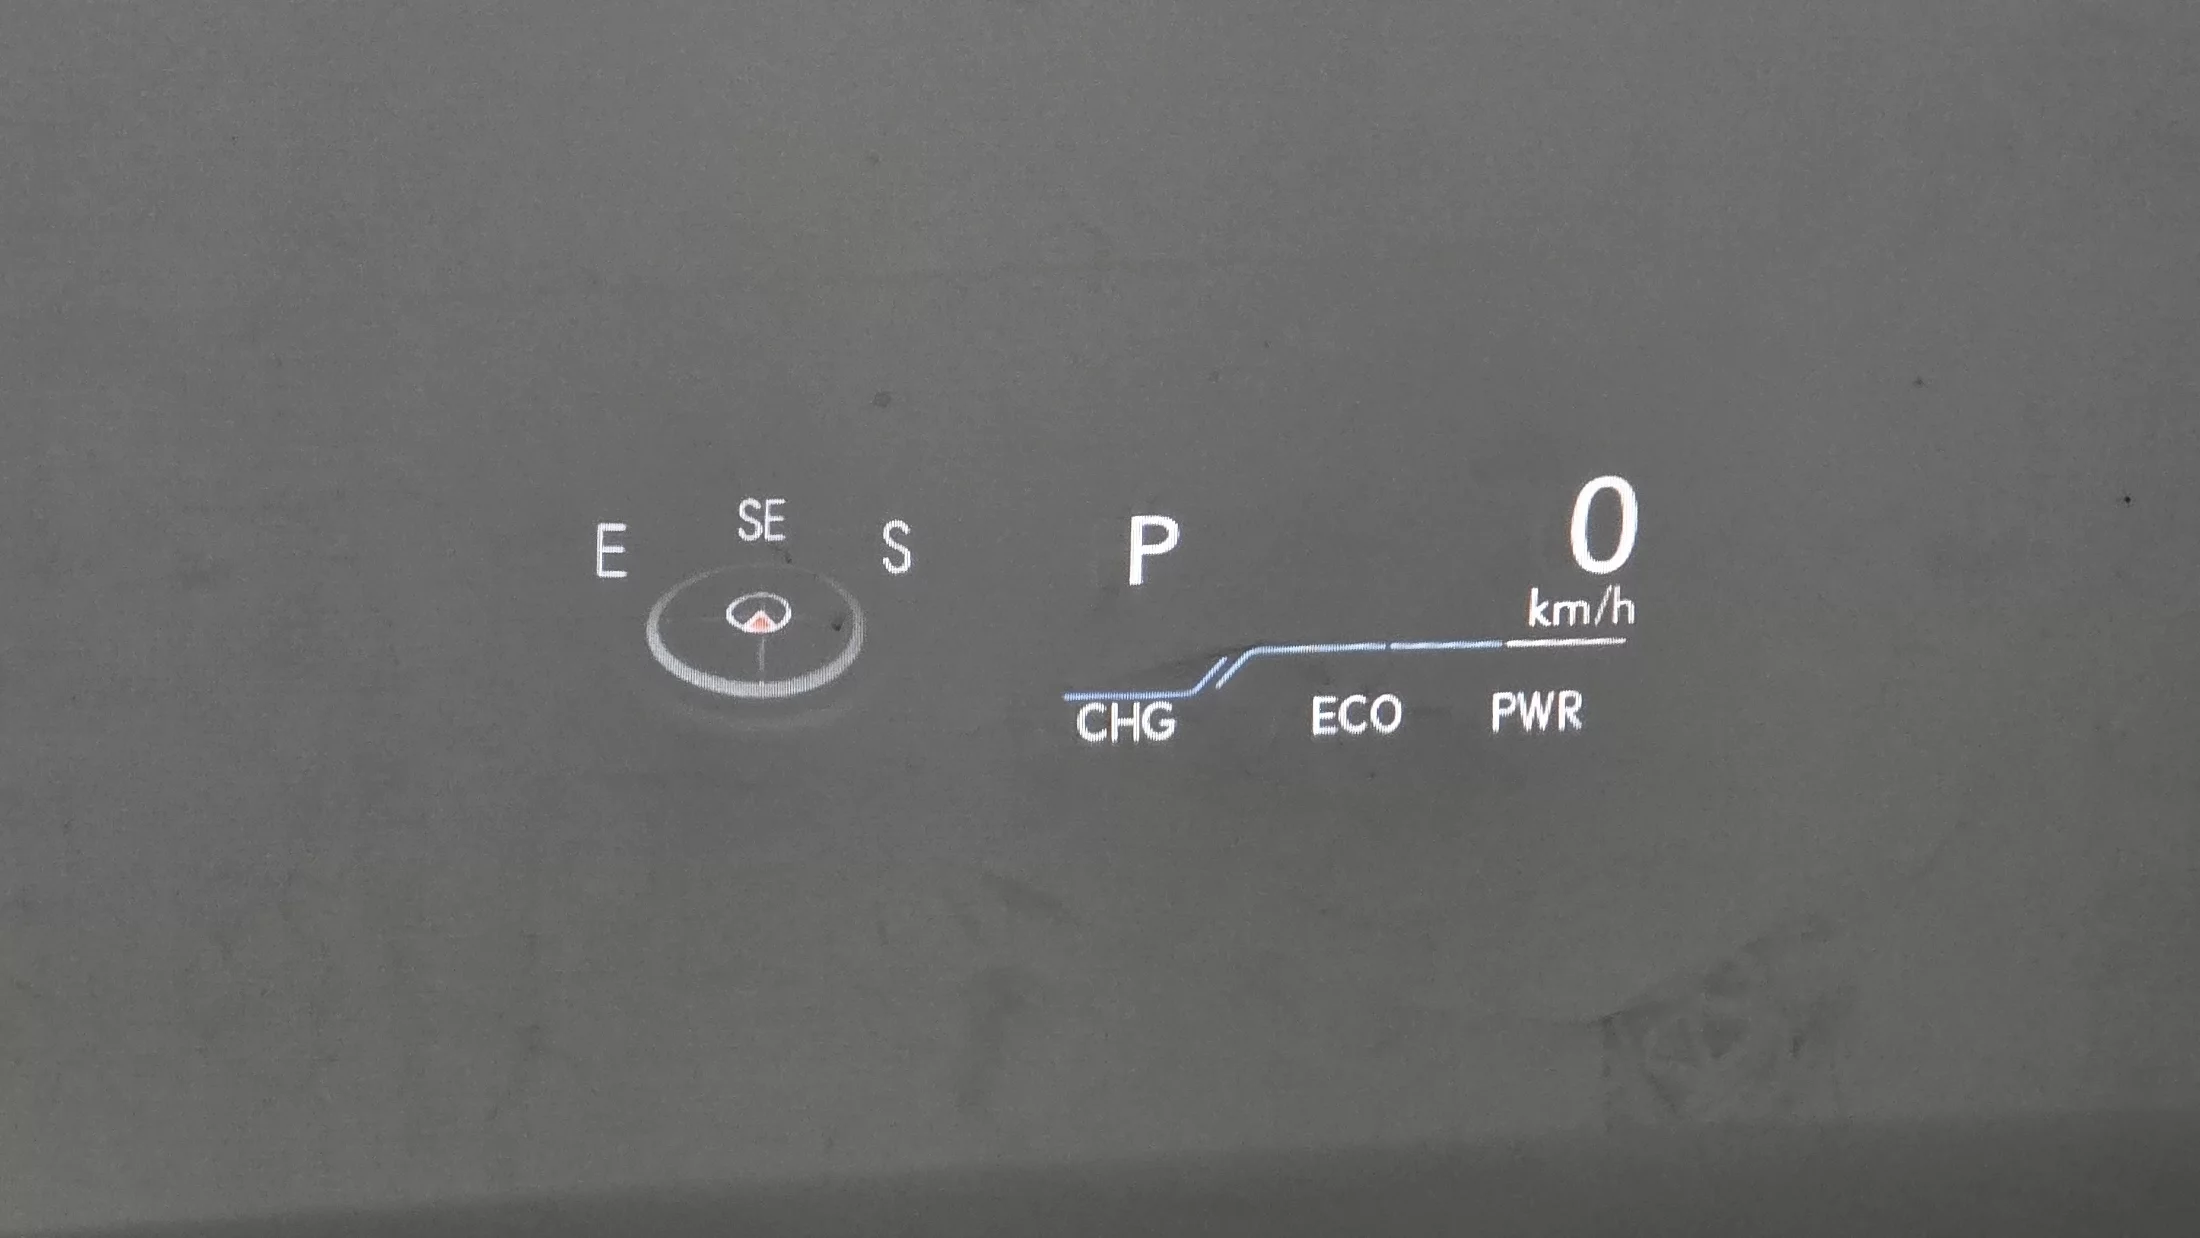 E SE S
P
0
km/h
CHG ECO PWR